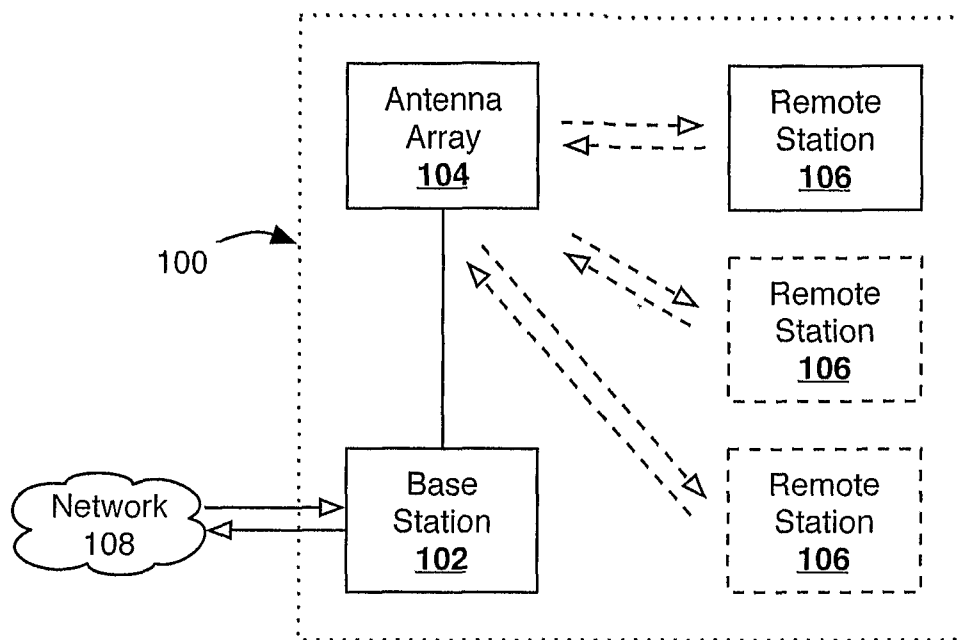 Antenna
Array
104
Remote
Station
106
100
Remote
Station
106
Network
108
Base
Station
102
Remote
Station
106